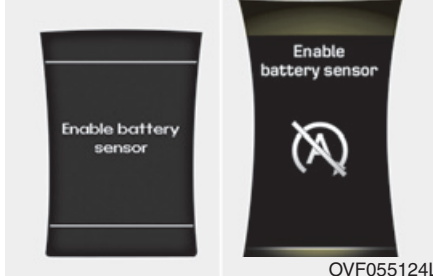 Enable battery
sensor
Enable
battery sensor
A
OVF055124L